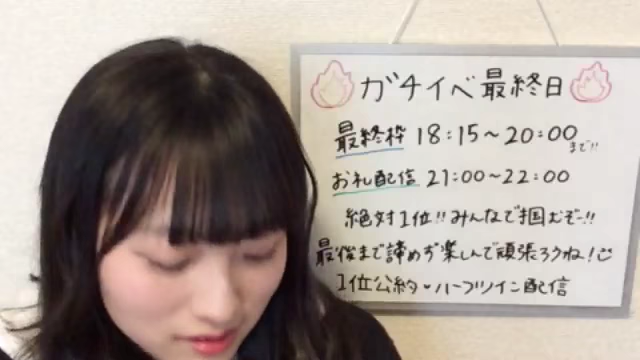 ガチイベ最終日
最終枠 18:15〜20:00まで!!
お礼配信 21:00〜22:00
絶対1位!!みんなで掴むぞー!!
最後まで諦めず楽しんで頑張ろうね!
1位公約♥ハーフツイン配信